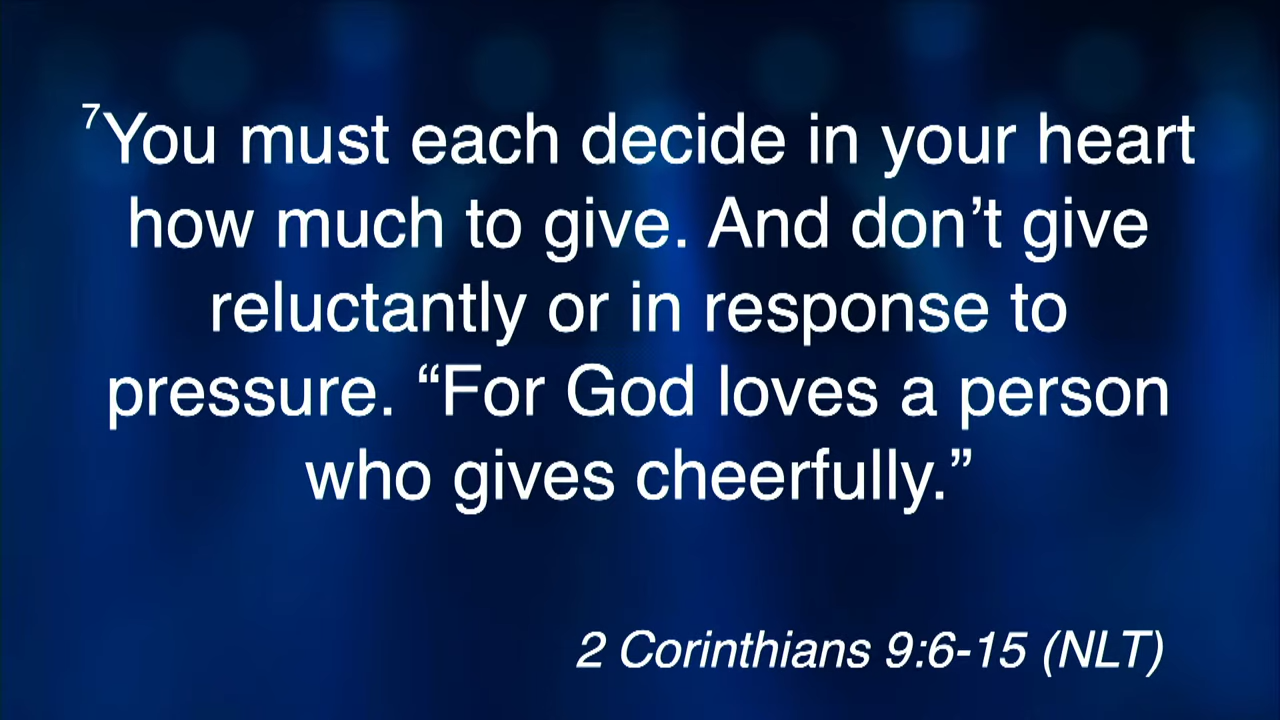 ⁷You must each decide in your heart
how much to give. And don’t give
reluctantly or in response to
pressure. “For God loves a person
who gives cheerfully.”
2 Corinthians 9:6-15 (NLT)